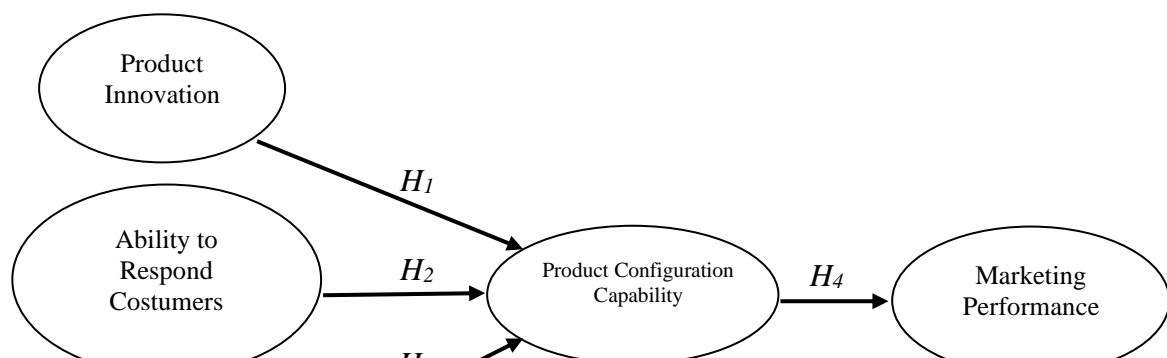 Product
Innovation
H1
Ability to
Respond
Costumers
H2
Product Configuration
Capability
H4
Marketing
Performance